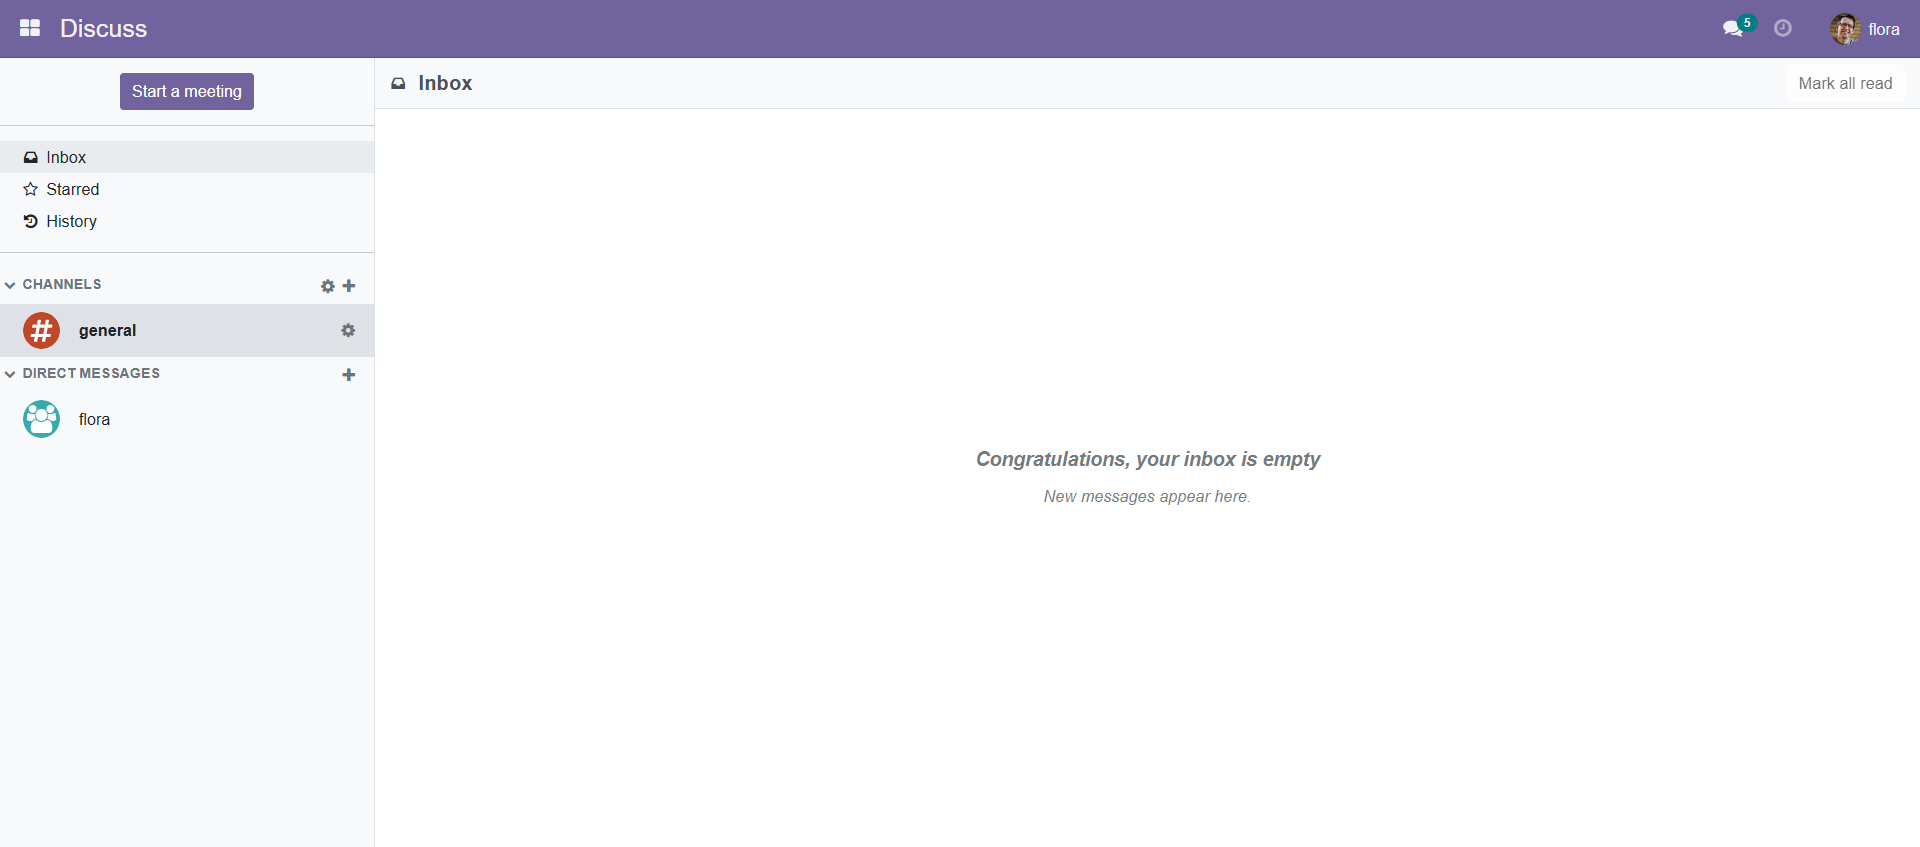 Discuss
5
flora
Start a meeting
Inbox
Mark all read
Inbox
Starred
History
CHANNELS
general
DIRECT MESSAGES
flora
Congratulations, your inbox is empty
New messages appear here.